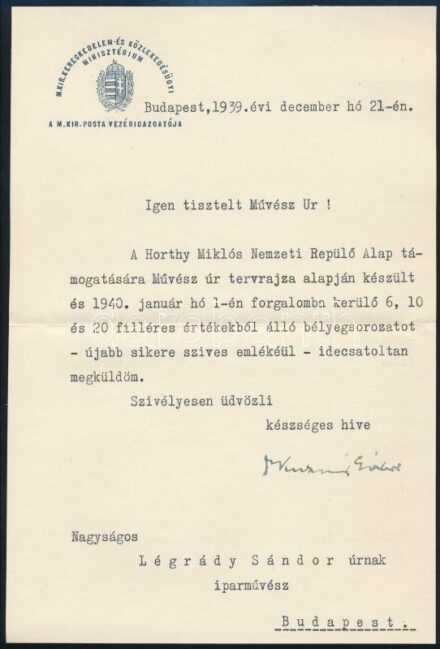 M.KIR.KERESKEDELEM-ÉS KÖZLEKEDÉSÜGYI
MINISZTÉRIUM
A M.KIR.POSTA VEZÉRIGAZGATÓJA
Budapest,1939.évi december hó 21-én.
Igen tisztelt Művész Ur !
A Horthy Miklós Nemzeti Repülő Alap tá-
mogatására Művész úr tervrajza alapján készült
és 1940. január hó 1-én forgalomba kerülő 6, 10
és 20 filléres értékekből álló bélyegsorozatot
- újabb sikere szives emlékéül - idecsatoltan
megküldöm.
Szivélyesen üdvözli
készséges hive
Nagyságos
Légrády Sándor úrnak
iparművész
Budapest.